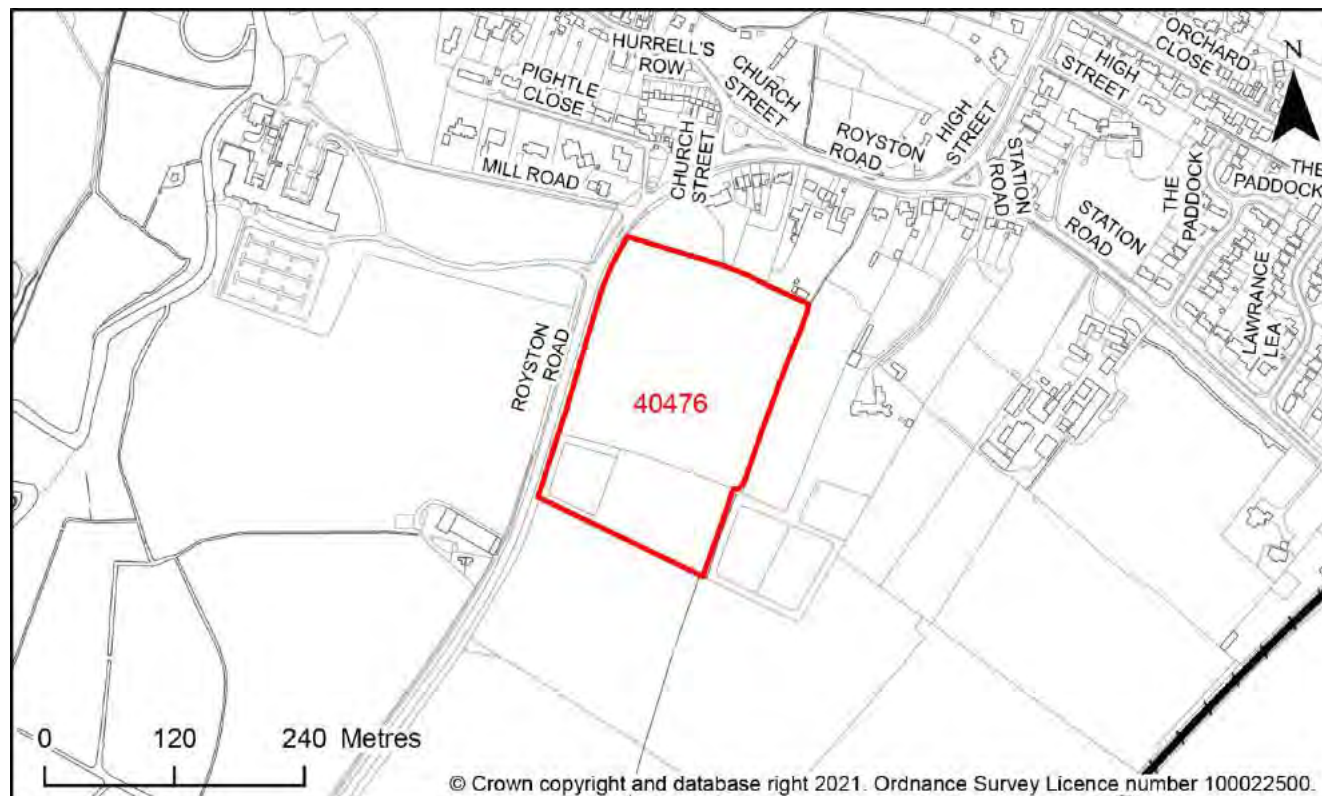 HURRELL'S
ROW
PIGHTLE
CLOSE
CHURCH
STREET
ORCHARD
CLOSE
HIGH
STREET
N
ROYSTON
ROAD
HIGH
STREET
MILL ROAD
CHURCH
STREET
STATION
ROAD
THE
PADDOCK
THE
PADDOCK
STATION
ROAD
LAWRANCE
LEA
ROYSTON
ROAD
40476
0 120 240 Metres
© Crown copyright and database right 2021. Ordnance Survey Licence number 100022500.